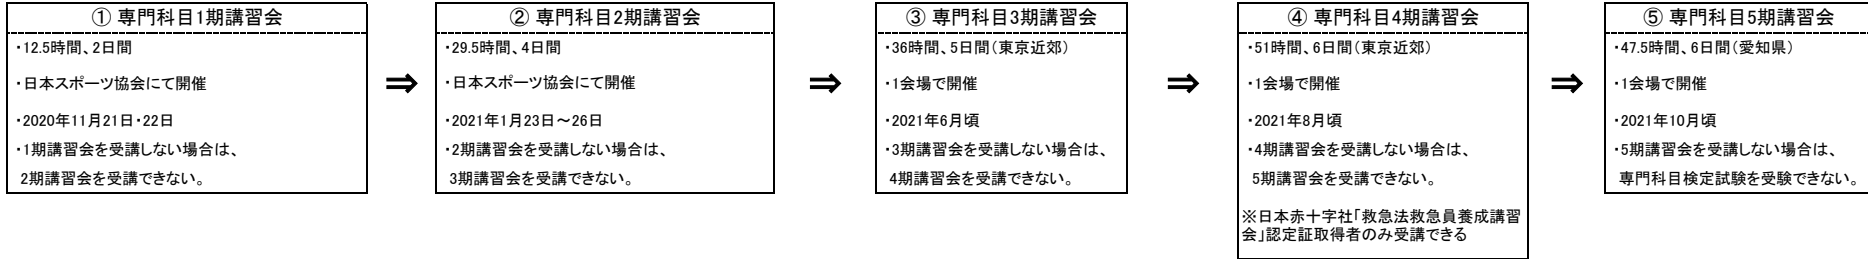 ① 専門科目1期講習会
・12.5時間、2日間
・日本スポーツ協会にて開催
・2020年11月21日・22日
・1期講習会を受講しない場合は、
2期講習会を受講できない。
⇒
② 専門科目2期講習会
・29.5時間、4日間
・日本スポーツ協会にて開催
・2021年1月23日～26日
・2期講習会を受講しない場合は、
3期講習会を受講できない。
⇒
③ 専門科目3期講習会
・36時間、5日間（東京近郊）
・1会場で開催
・2021年6月頃
・3期講習会を受講しない場合は、
4期講習会を受講できない。
⇒
④ 専門科目4期講習会
・51時間、6日間（東京近郊）
・1会場で開催
・2021年8月頃
・4期講習会を受講しない場合は、
5期講習会を受講できない。
※日本赤十字社「救急法救急員養成講習
会」認定証取得者のみ受講できる
⇒
⑤ 専門科目5期講習会
・47.5時間、6日間（愛知県）
・1会場で開催
・2021年10月頃
・5期講習会を受講しない場合は、
専門科目検定試験を受験できない。